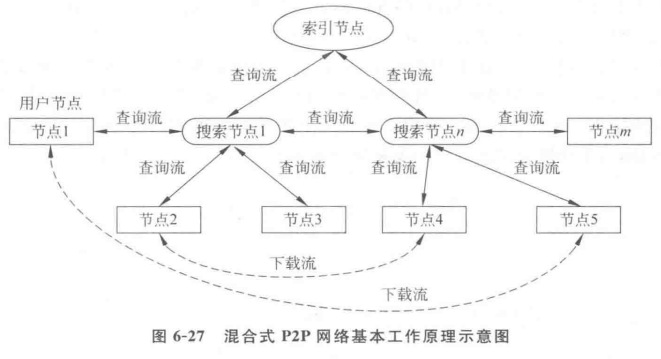 索引节点
查询流 查询流
用户节点
节点1 查询流 搜索节点1 查询流 搜索节点n 查询流 节点m
查询流 查询流 查询流 查询流
节点2 节点3 节点4 节点5
下载流
下载流
图 6-27 混合式 P2P 网络基本工作原理示意图